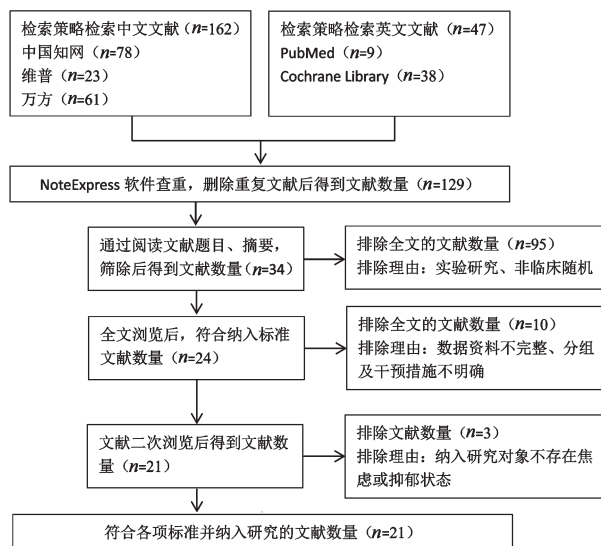 检索策略检索中文文献(n=162)
中国知网(n=78)
维普(n=23)
万方(n=61)
检索策略检索英文文献(n=47)
PubMed(n=9)
Cochrane Library(n=38)
NoteExpress 软件查重，删除重复文献后得到文献数量(n=129)
通过阅读文献题目、摘要，
筛除后得到文献数量(n=34)
排除全文的文献数量(n=95)
排除理由：实验研究、非临床随机
全文浏览后，符合纳入标准
文献数量(n=24)
排除全文的文献数量(n=10)
排除理由：数据资料不完整、分组
及干预措施不明确
文献二次浏览后得到文献数
量(n=21)
排除文献数量(n=3)
排除理由：纳入研究对象不存在焦
虑或抑郁状态
符合各项标准并纳入研究的文献数量(n=21)